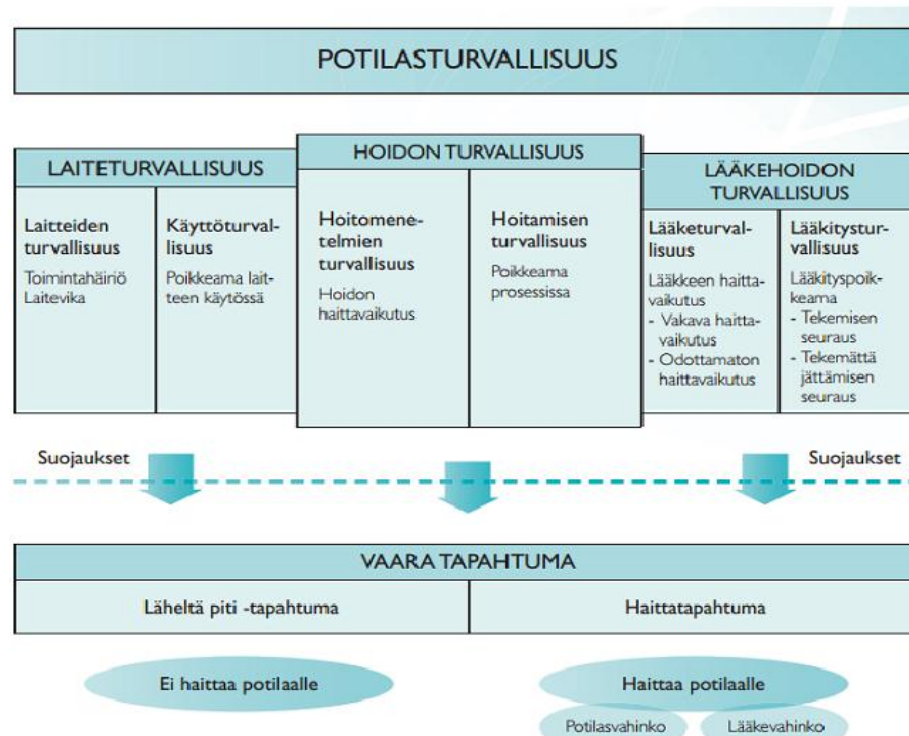 POTILASTURVALLISUUS
LAITETURVALLISUUS
Laitteiden
turvallisuus
Toimintahäiriö
Laitevika
Käyttöturval-
lisuus
Poikkeama lait-
teen käytössä
HOIDON TURVALLISUUS
Hoitomene-
telmien
turvallisuus
Hoidon
haittavaikutus
Hoitamisen
turvallisuus
Poikkeama
prosessissa
LÄÄKEHOIDON
TURVALLISUUS
Lääketurval-
lisuus
Lääkkeen haitta-
vaikutus
- Vakava haitta-
vaikutus
- Odottamaton
haittavaikutus
Lääkitystur-
vallisuus
Lääkityspoik-
keama
- Tekemisen
seuraus
- Tekemättä
jättämisen
seuraus
Suojaukset
Suojaukset
VAARA TAPAHTUMA
Läheltä piti -tapahtuma
Haittatapahtuma
Ei haittaa potilaalle
Haittaa potilaalle
Potilasvahinko
Lääkevahinko